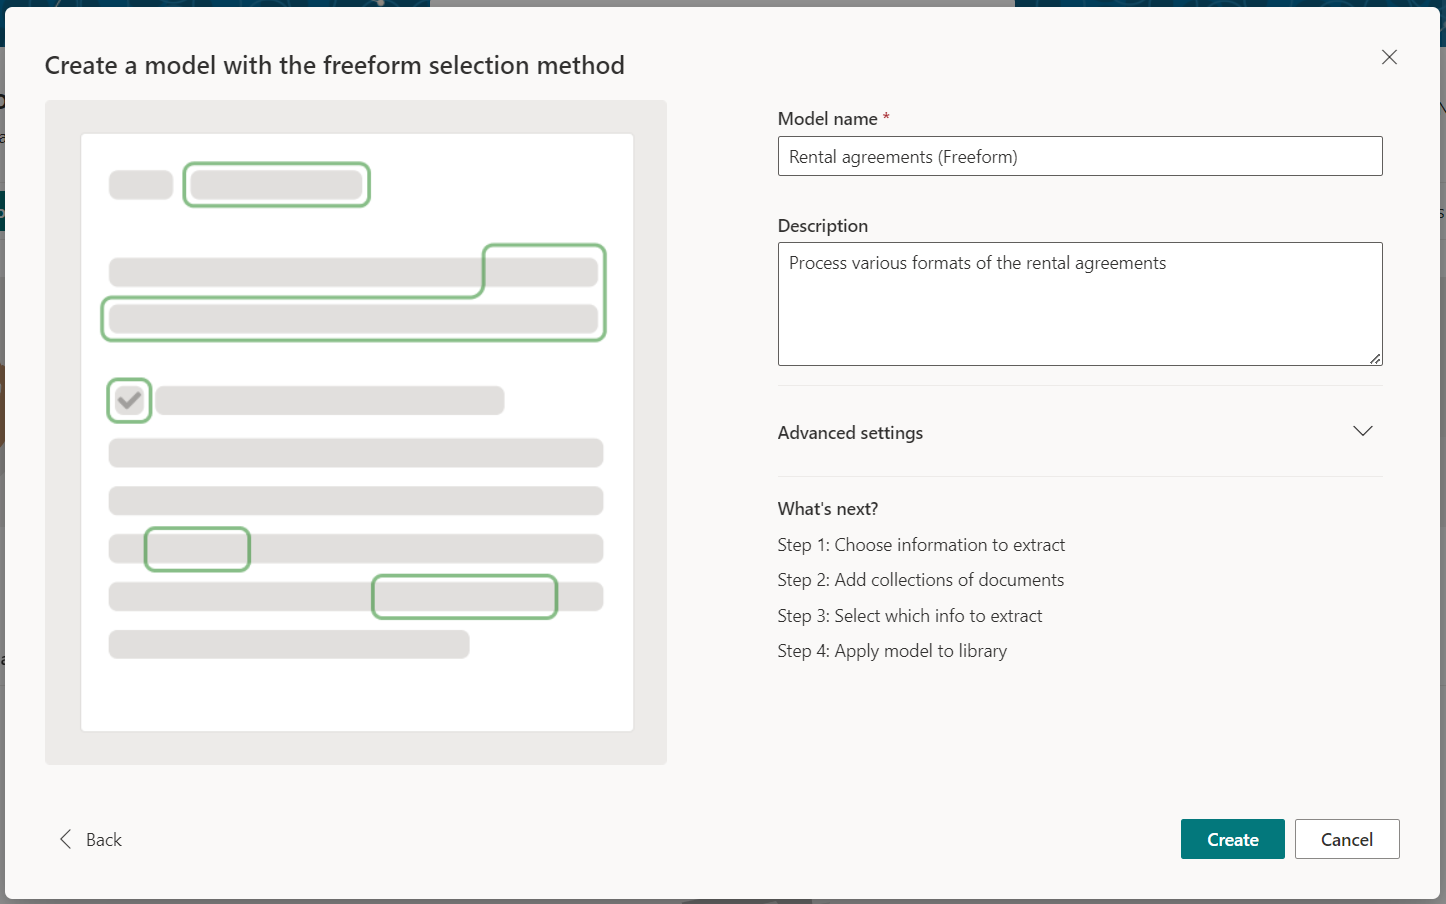 Create a model with the freeform selection method
Model name *
Rental agreements (Freeform)
Description
Process various formats of the rental agreements
Advanced settings
What's next?
Step 1: Choose information to extract
Step 2: Add collections of documents
Step 3: Select which info to extract
Step 4: Apply model to library
Back
Create
Cancel